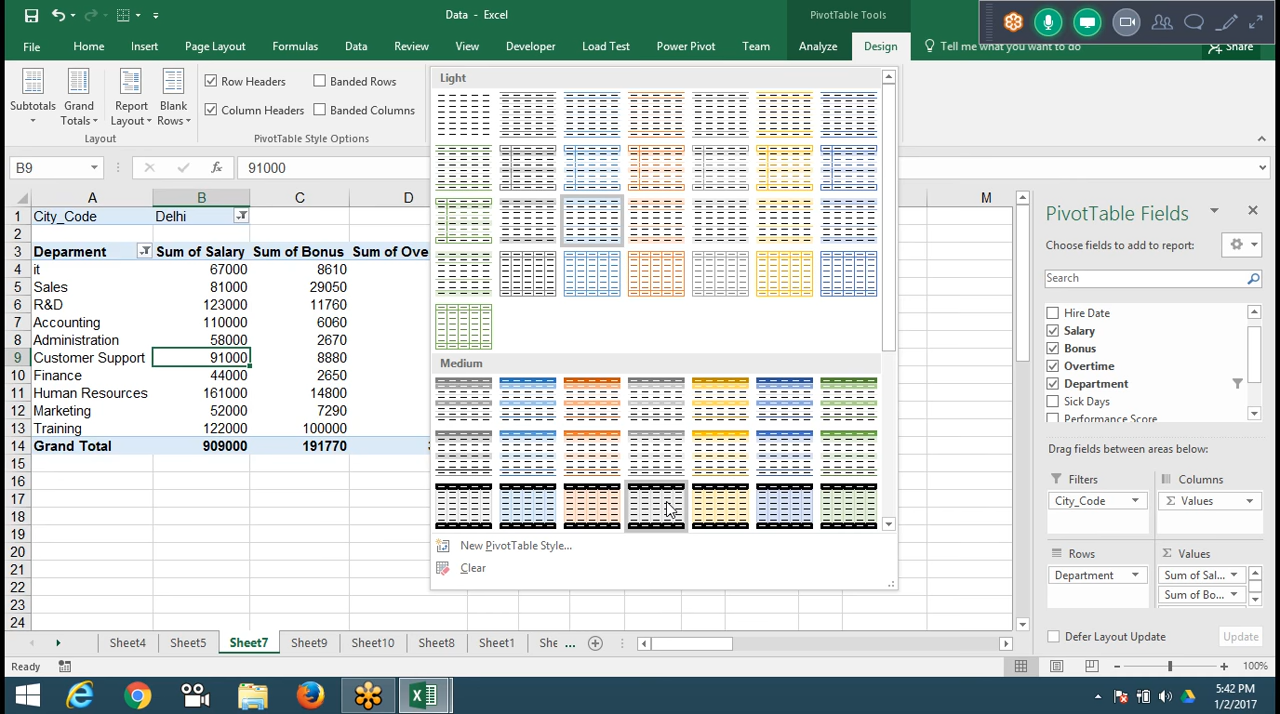 Data - Excel
PivotTable Tools
File Home Insert Page Layout Formulas Data Review View Developer Load Test Power Pivot Team Analyze Design Tell me what you want to do Share
Subtotals
Grand Totals
Report Layout
Blank Rows
Layout
Row Headers
Column Headers
Banded Rows
Banded Columns
PivotTable Style Options
B9 fx 91000
A B C D M
1 City_Code Delhi
2
3 Deparment Sum of Salary Sum of Bonus Sum of Ove
4 it 67000 8610
5 Sales 81000 29050
6 R&D 123000 11760
7 Accounting 110000 6060
8 Administration 58000 2670
9 Customer Support 91000 8880
10 Finance 44000 2650
11 Human Resources 161000 14800
12 Marketing 52000 7290
13 Training 122000 100000
14 Grand Total 909000 191770
15
16
17
18
19
20
21
22
23
24
Light
Medium
New PivotTable Style...
Clear
PivotTable Fields
Choose fields to add to report:
Search
Hire Date
Salary
Bonus
Overtime
Department
Sick Days
Performance Score
Drag fields between areas below:
Filters
City_Code
Columns
Σ Values
Rows
Department
Σ Values
Sum of Sal...
Sum of Bo...
Defer Layout Update
Update
Sheet4 Sheet5 Sheet7 Sheet9 Sheet10 Sheet8 Sheet1 She ...
Ready
100%
5:42 PM
1/2/2017